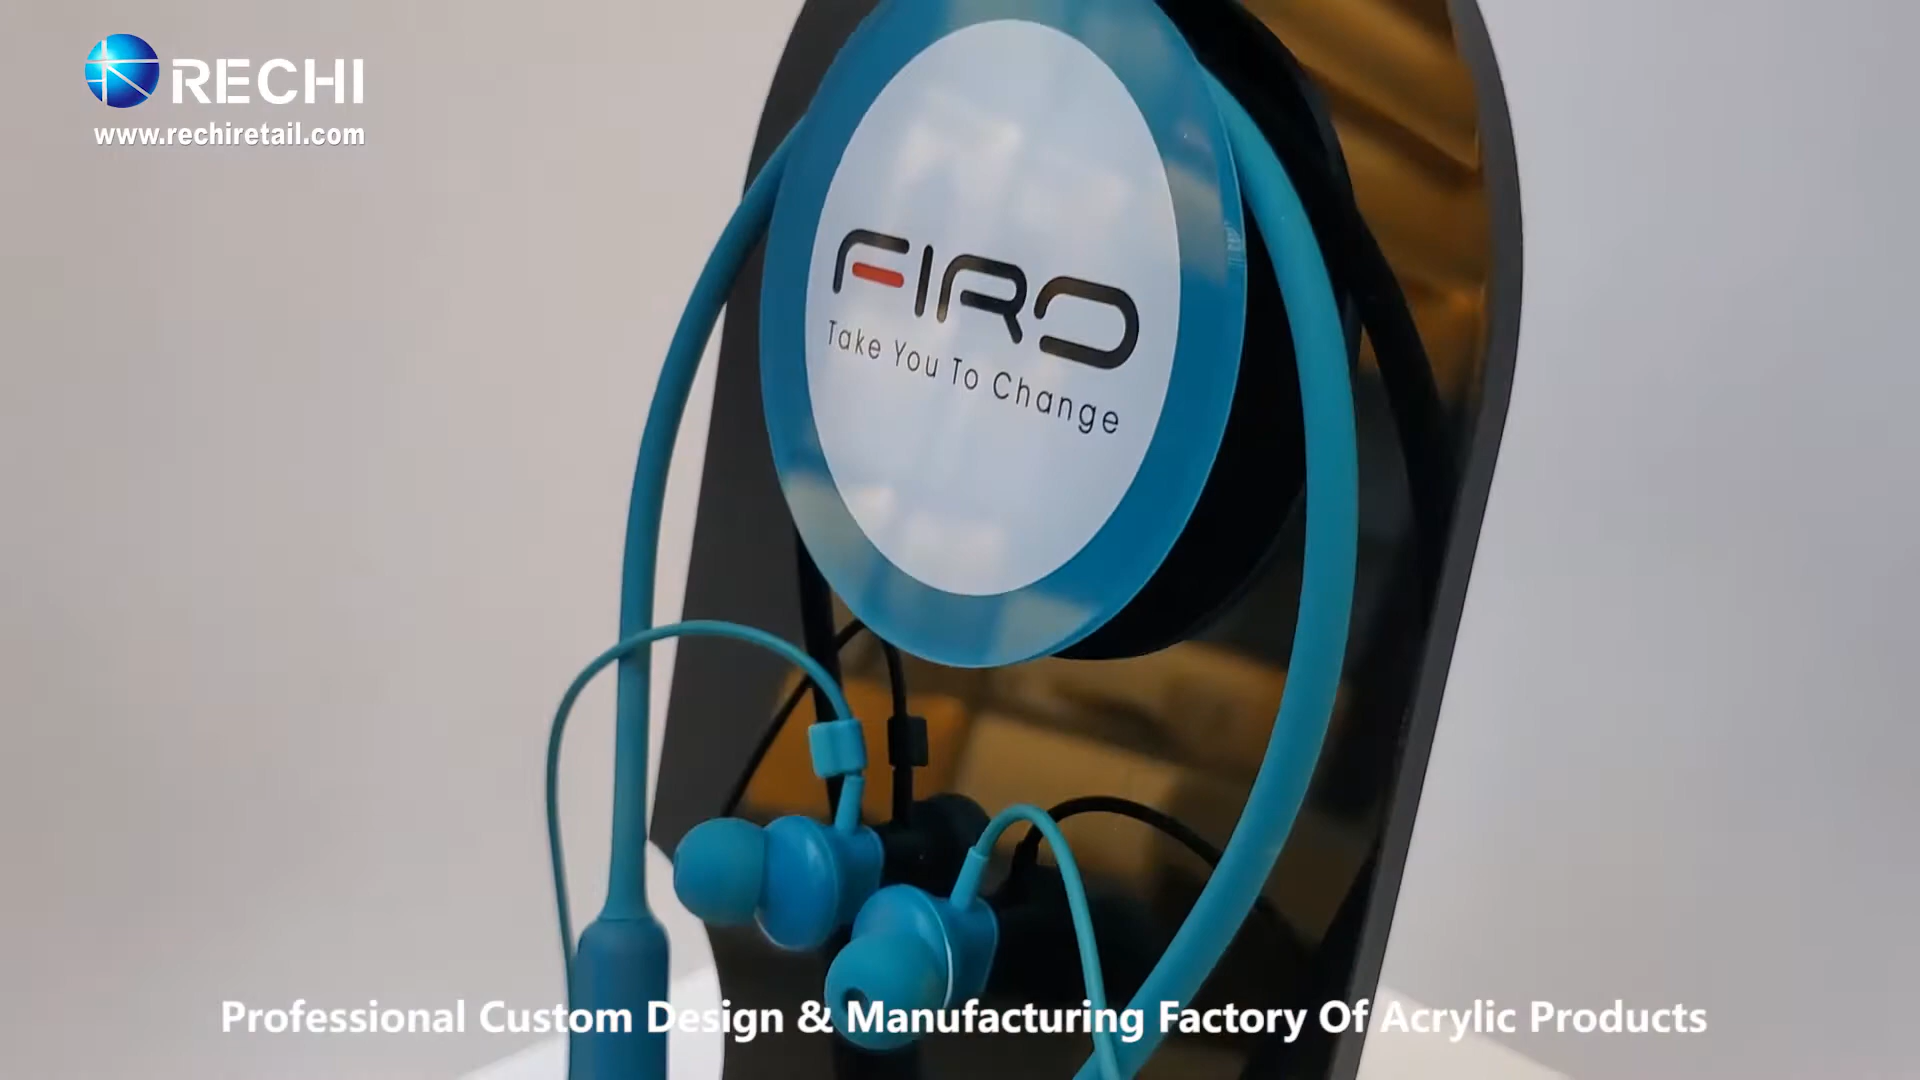 RECHI
www.rechiretail.com
FIRO
Take You To Change
Professional Custom Design & Manufacturing Factory Of Acrylic Products